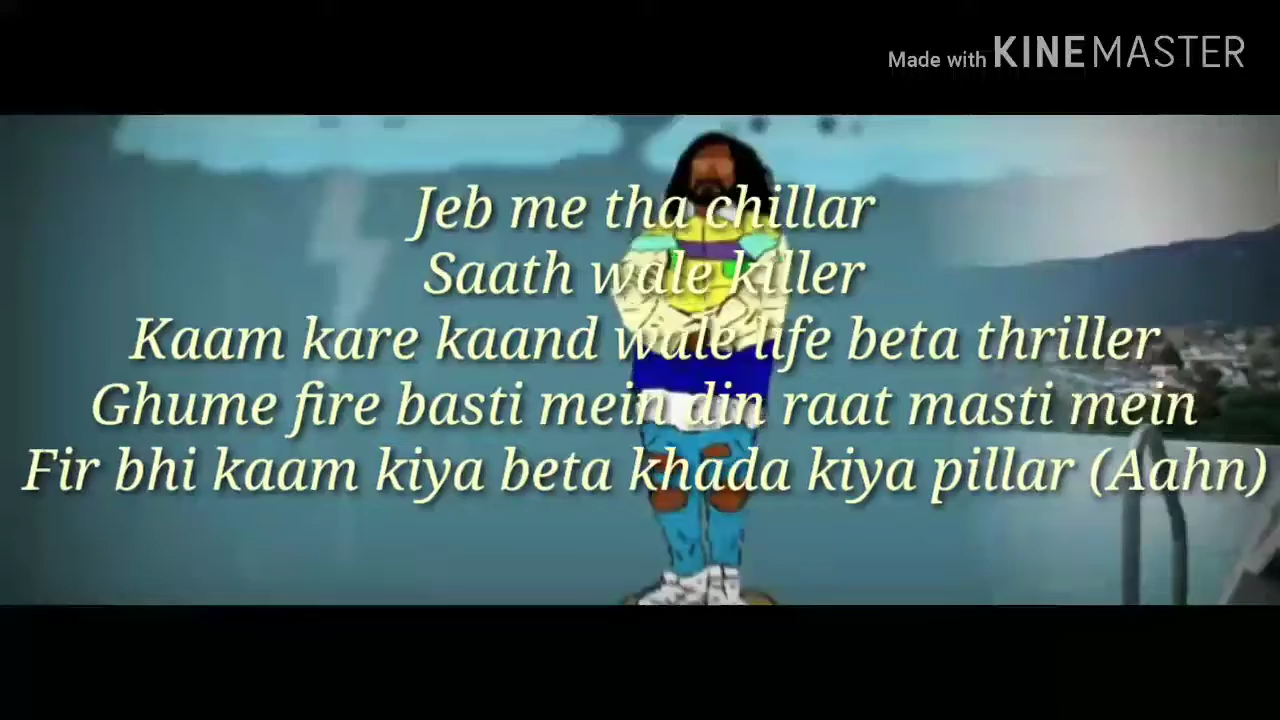 Made with KINEMASTER
Jeb me tha chillar
Saath wale killer
Kaam kare kaand wale life beta thriller
Ghume fire basti mein din raat masti mein
Fir bhi kaam kiya beta khada kiya pillar (Aahn)